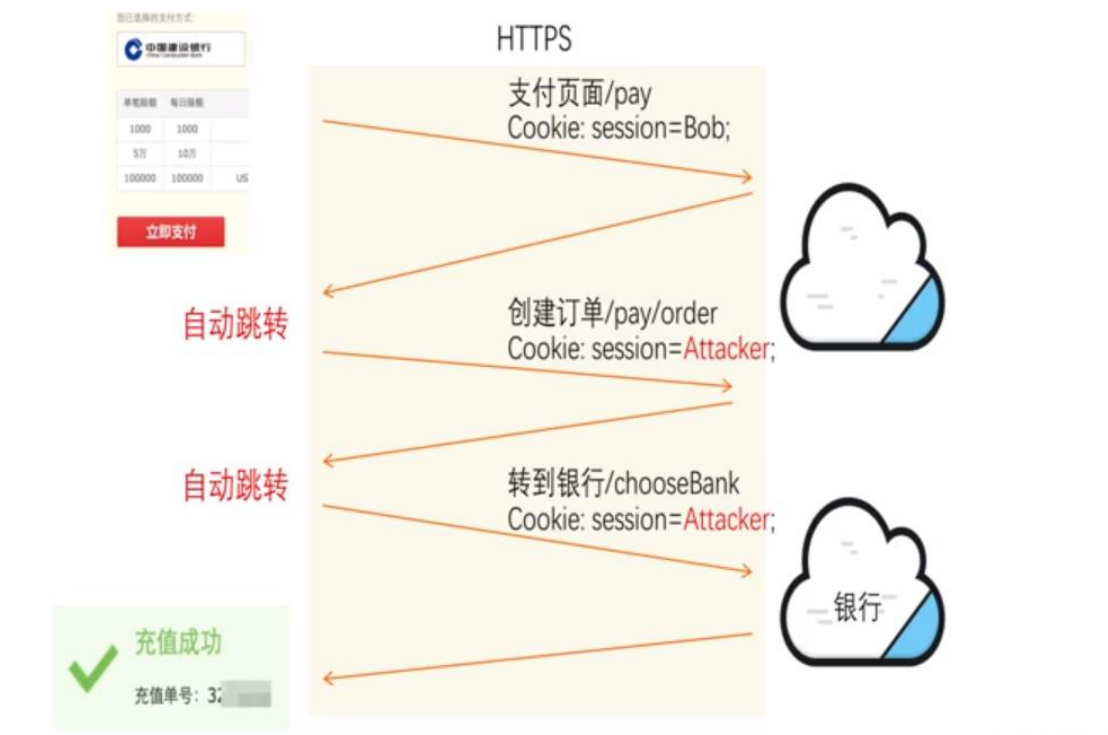 您已选择的支付方式：
HTTPS
中国建设银行
China Construction Bank
支付页面/pay
Cookie: session=Bob;
单笔限额 每日限额
1000 1000
5万 10万
100000 100000 US
立即支付
自动跳转
创建订单/pay/order
Cookie: session=Attacker;
自动跳转
转到银行/chooseBank
Cookie: session=Attacker;
银行
充值成功
充值单号：32